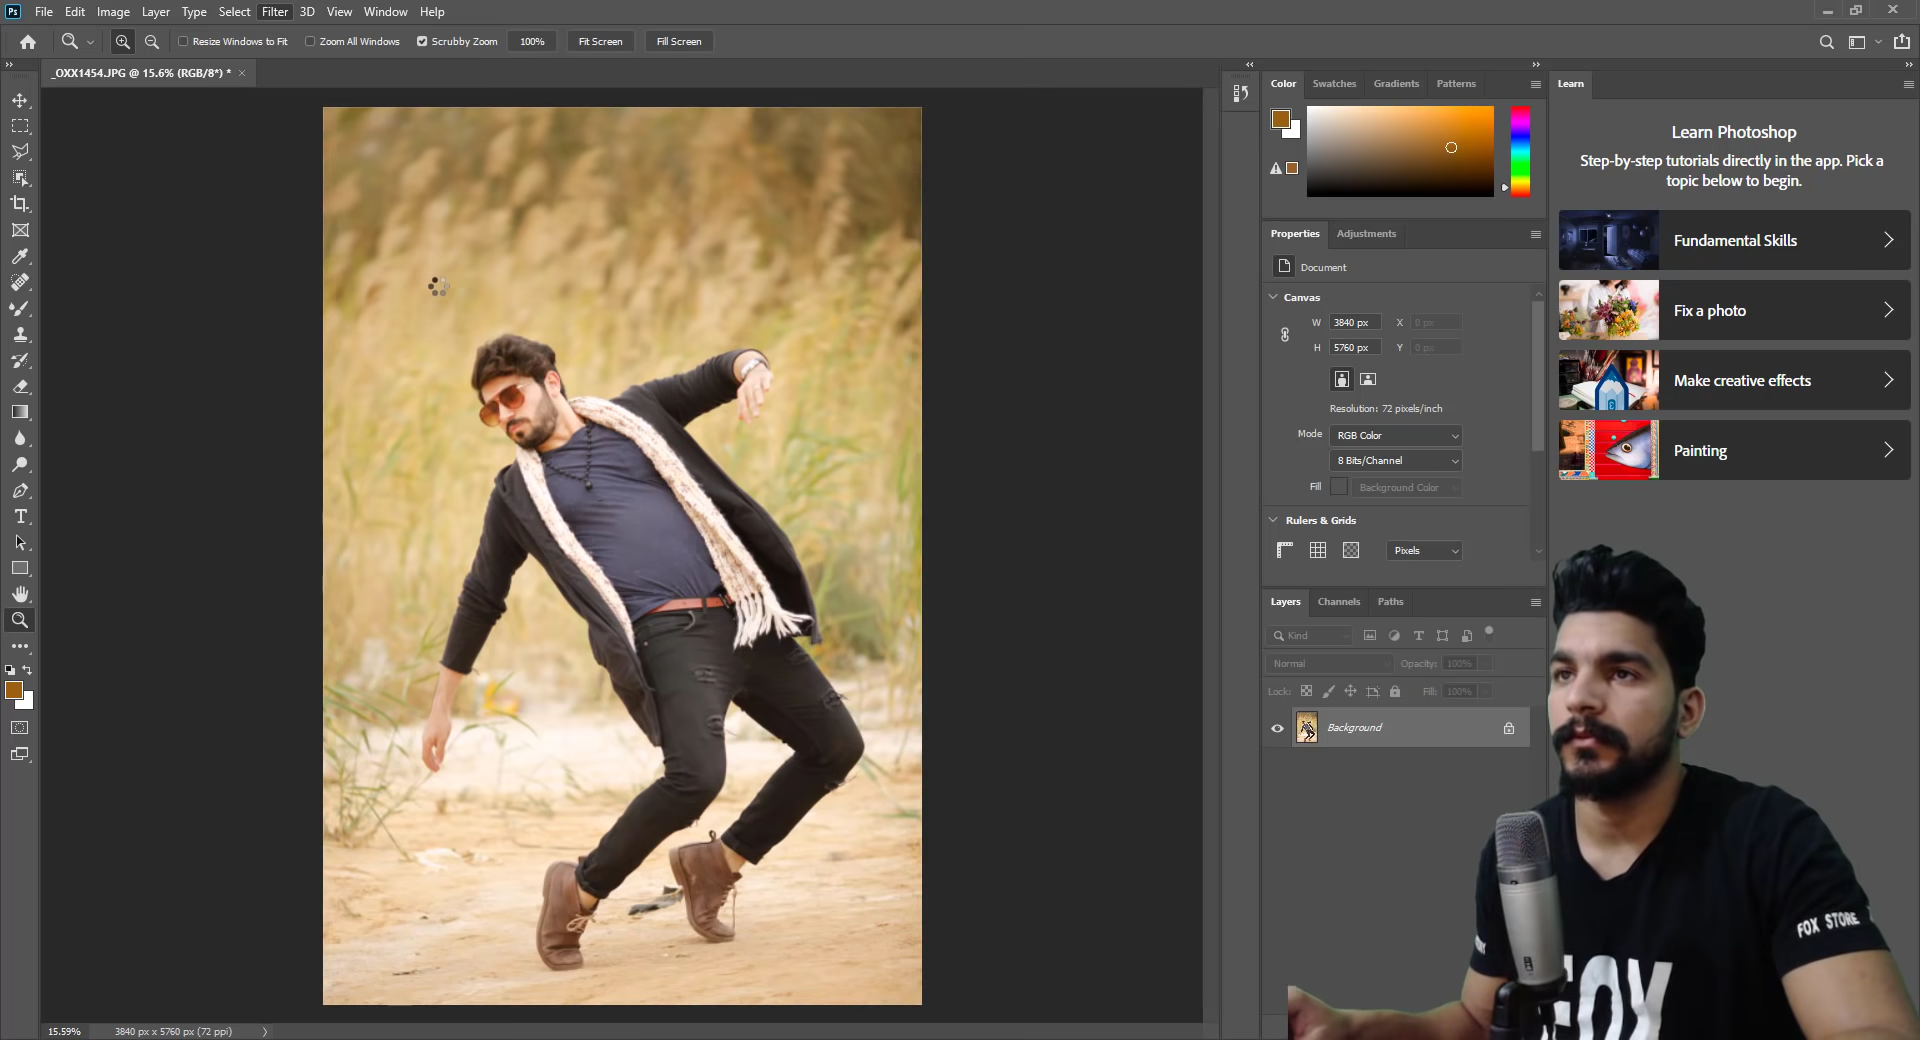 Ps File Edit Image Layer Type Select Filter 3D View Window Help
Resize Windows to Fit Zoom All Windows Scrubby Zoom 100% Fit Screen Fill Screen
_OXX1454.JPG @ 15.6% (RGB/8*) * ×
Color Swatches Gradients Patterns
Learn
Learn Photoshop
Step-by-step tutorials directly in the app. Pick a
topic below to begin.
Fundamental Skills
Fix a photo
Make creative effects
Painting
Properties Adjustments
Document
Canvas
W 3840 px X 0 px
H 5760 px Y 0 px
Resolution: 72 pixels/inch
Mode RGB Color
8 Bits/Channel
Fill Background Color
Rulers & Grids
Pixels
Layers Channels Paths
Kind
Normal Opacity: 100%
Lock: Fill: 100%
Background
FOX STORE
FOX
15.59% 3840 px x 5760 px (72 ppi)